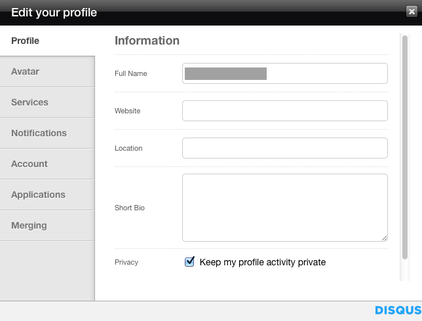 Edit your profile
Profile
Avatar
Services
Notifications
Account
Applications
Merging
Information
Full Name
Website
Location
Short Bio
Privacy
Keep my profile activity private
DISQUS